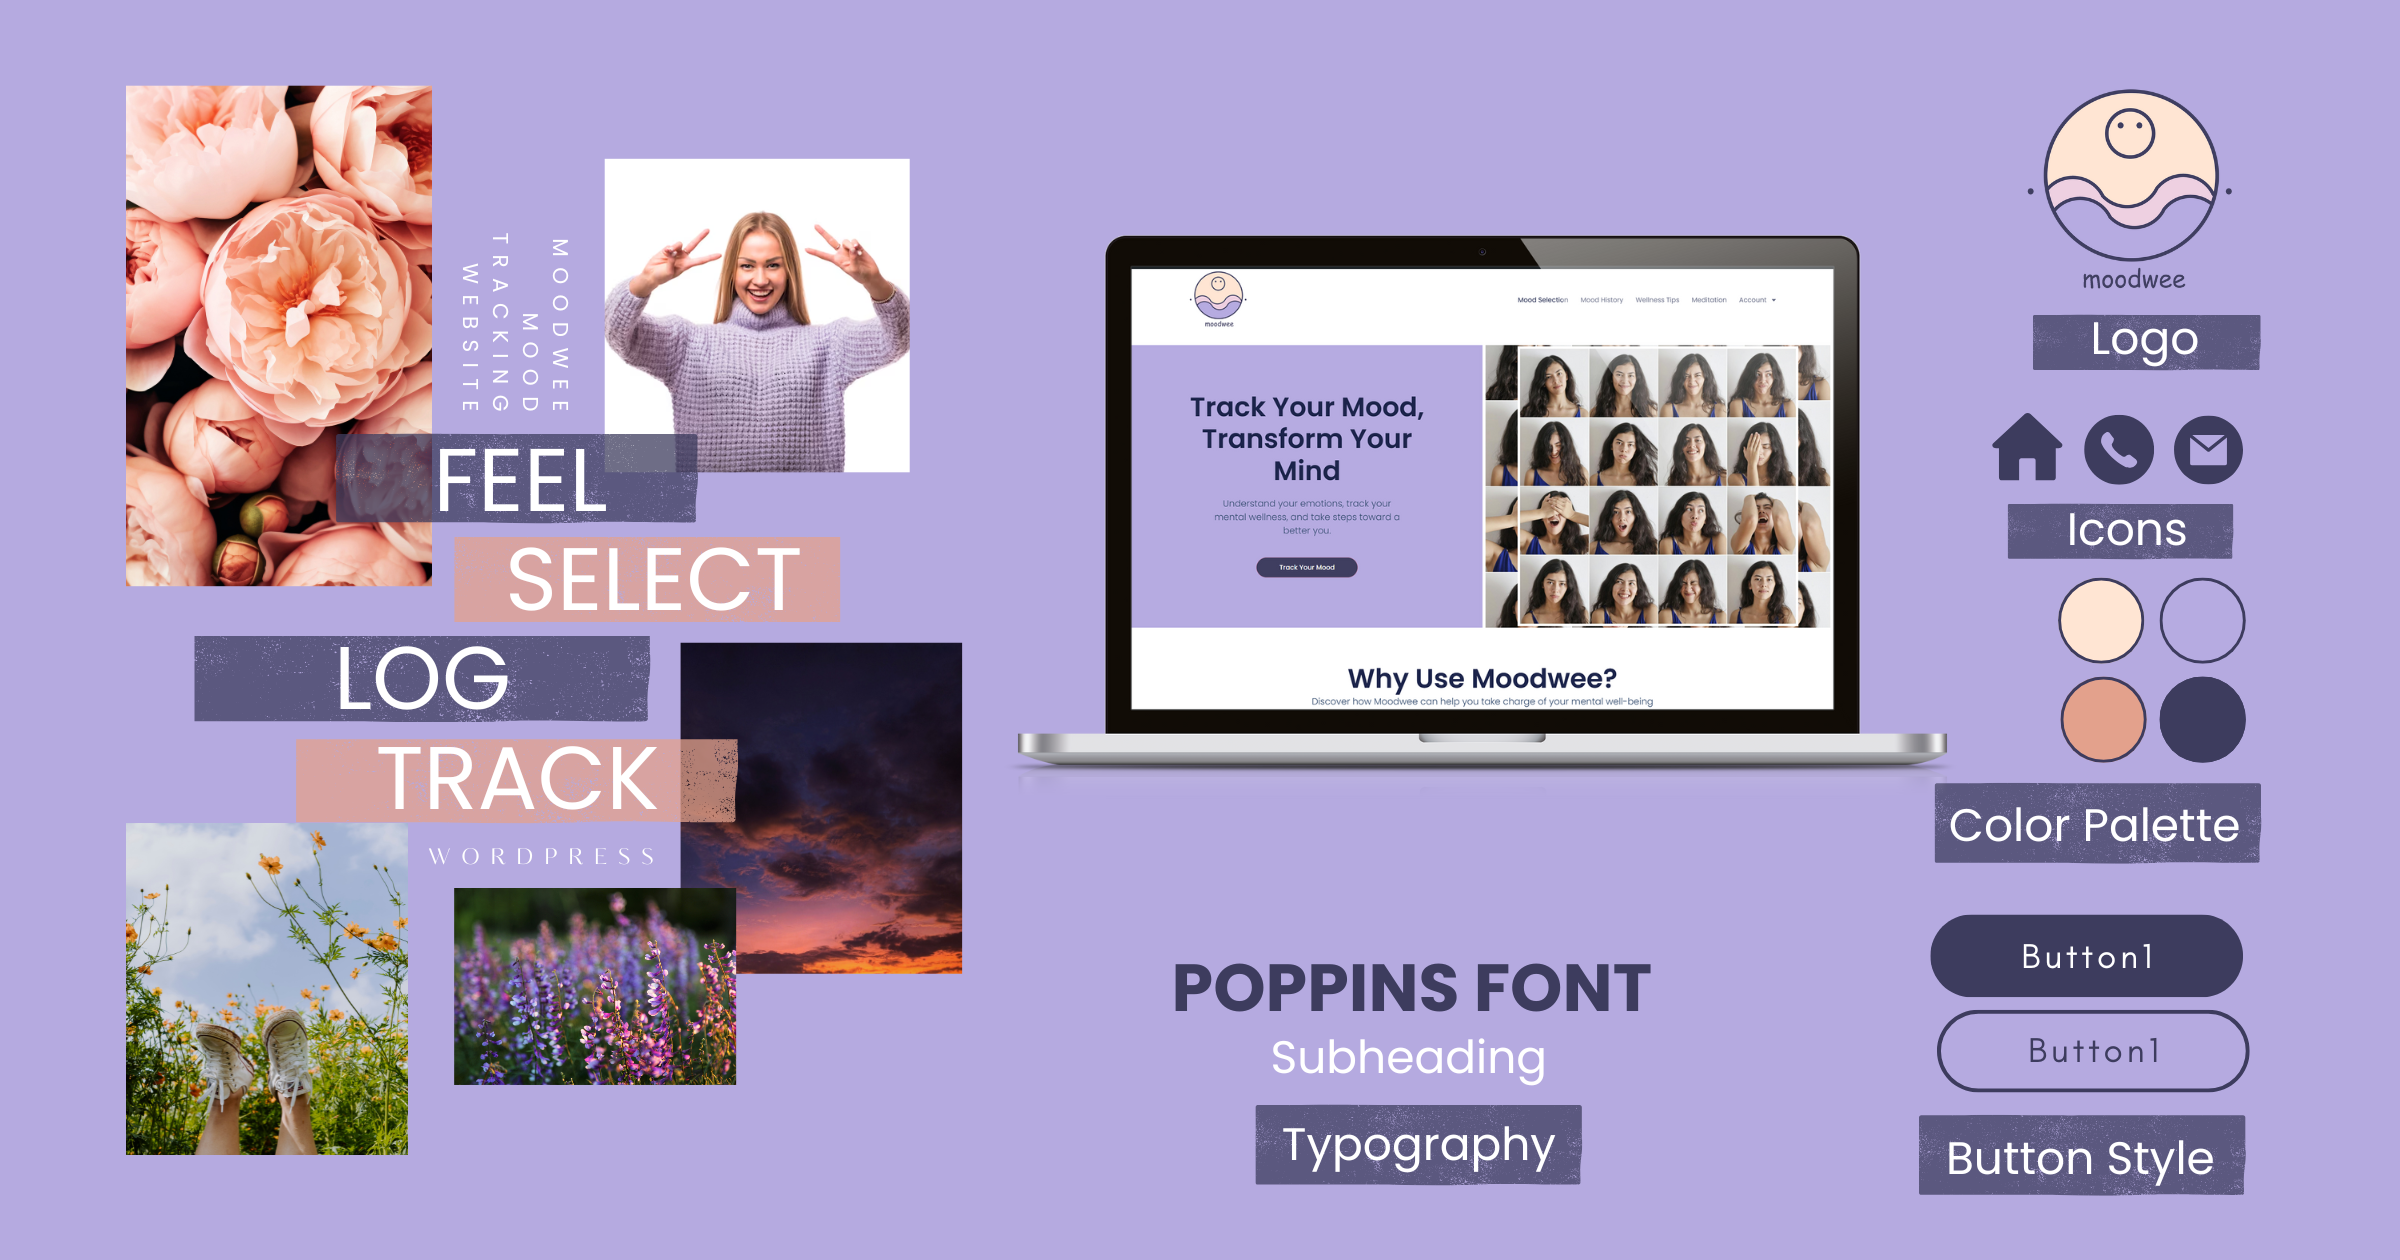 MOODWEE
MOOD
TRACKING
WEBSITE
FEEL
SELECT
LOG
TRACK
WORDPRESS
moodwee
Mood Selection Mood History Wellness Tips Meditation Account
Track Your Mood,
Transform Your
Mind
Understand your emotions, track your
mental wellness, and take steps toward a
better you.
Track Your Mood
Why Use Moodwee?
Discover how Moodwee can help you take charge of your mental well-being
POPPINS FONT
Subheading
Typography
moodwee
Logo
Icons
Color Palette
Button1
Button1
Button Style